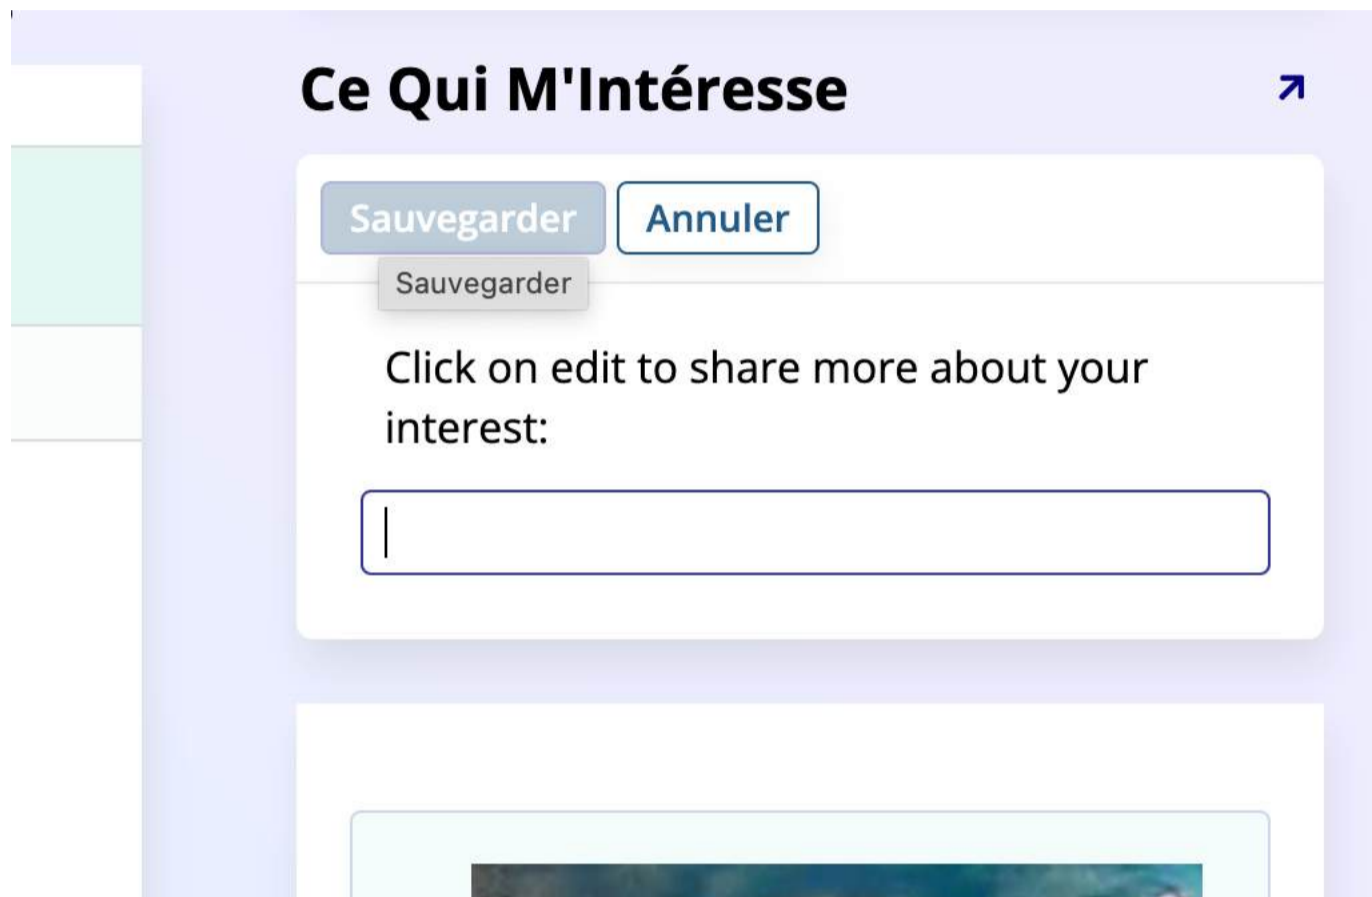 Ce Qui M'Intéresse
Sauvegarder Annuler
Sauvegarder
Click on edit to share more about your
interest: